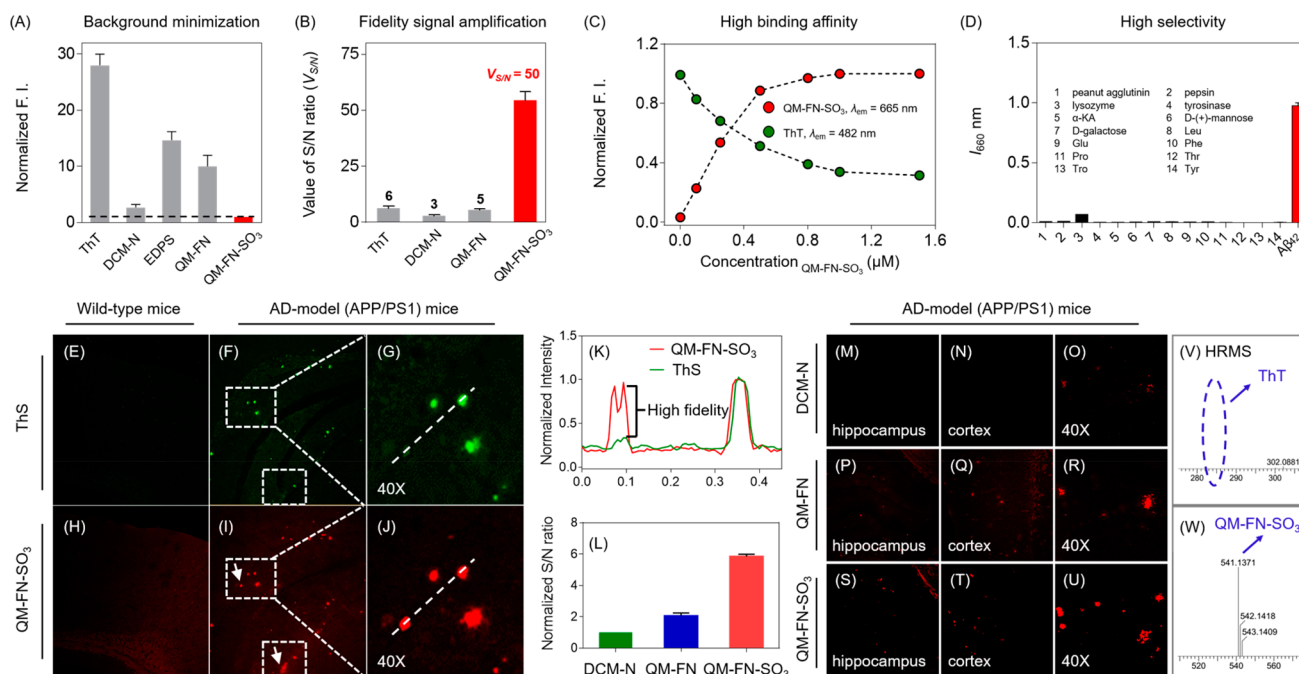 (A) Background minimization
Normalized F. I.
30
20
10
0
ThT
DCM-N
EDPS
QM-FN
QM-FN-SO3
(B) Fidelity signal amplification
Value of S/N ratio (VS/N)
75
50
25
0
VS/N = 50
6
3
5
ThT
DCM-N
QM-FN
QM-FN-SO3
(C) High binding affinity
Normalized F. I.
1.2
0.8
0.4
0.0
QM-FN-SO3, λem = 665 nm
ThT, λem = 482 nm
0.0 0.4 0.8 1.2 1.6
Concentration QM-FN-SO3 (μM)
(D) High selectivity
I660 nm
1.5
1.0
0.5
0.0
1 peanut agglutinin 2 pepsin
3 lysozyme 4 tyrosinase
5 α-KA 6 D-(+)-mannose
7 D-galactose 8 Leu
9 Glu 10 Phe
11 Pro 12 Thr
13 Tro 14 Tyr
1 2 3 4 5 6 7 8 9 10 11 12 13 14 Aβ42
Wild-type mice
AD-model (APP/PS1) mice
ThS
(E)
(F)
(G)
40X
QM-FN-SO3
(H)
(I)
(J)
40X
(K)
Normalized Intensity
1.5
1.0
0.5
0.0
QM-FN-SO3
ThS
High fidelity
0.0 0.1 0.2 0.3 0.4
(L)
Normalized S/N ratio
8
6
4
2
0
DCM-N QM-FN QM-FN-SO3
AD-model (APP/PS1) mice
DCM-N
(M)
hippocampus
(N)
cortex
(O)
40X
QM-FN
(P)
hippocampus
(Q)
cortex
(R)
40X
QM-FN-SO3
(S)
hippocampus
(T)
cortex
(U)
40X
(V) HRMS
ThT
302.0881
280 290 300
(W)
QM-FN-SO3
541.1371
542.1418
543.1409
520 540 560